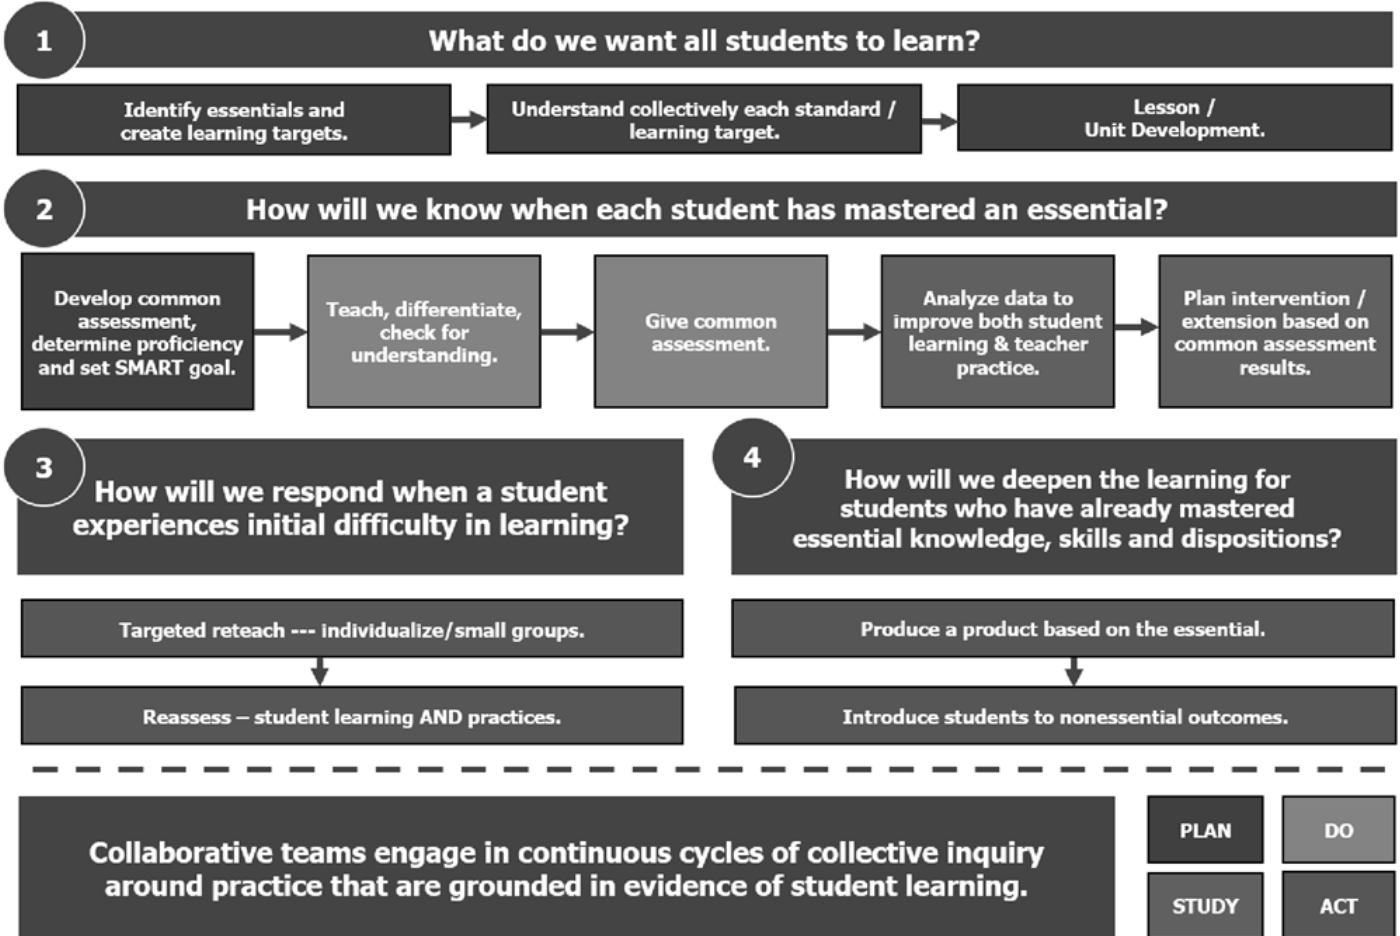 1
What do we want all students to learn?
Identify essentials and
create learning targets.
Understand collectively each standard /
learning target.
Lesson /
Unit Development.
2
How will we know when each student has mastered an essential?
Develop common
assessment,
determine proficiency
and set SMART goal.
Teach, differentiate,
check for
understanding.
Give common
assessment.
Analyze data to
improve both student
learning & teacher
practice.
Plan intervention /
extension based on
common assessment
results.
3
How will we respond when a student
experiences initial difficulty in learning?
Targeted reteach --- individualize/small groups.
Reassess – student learning AND practices.
4
How will we deepen the learning for
students who have already mastered
essential knowledge, skills and dispositions?
Produce a product based on the essential.
Introduce students to nonessential outcomes.
Collaborative teams engage in continuous cycles of collective inquiry
around practice that are grounded in evidence of student learning.
PLAN
DO
STUDY
ACT